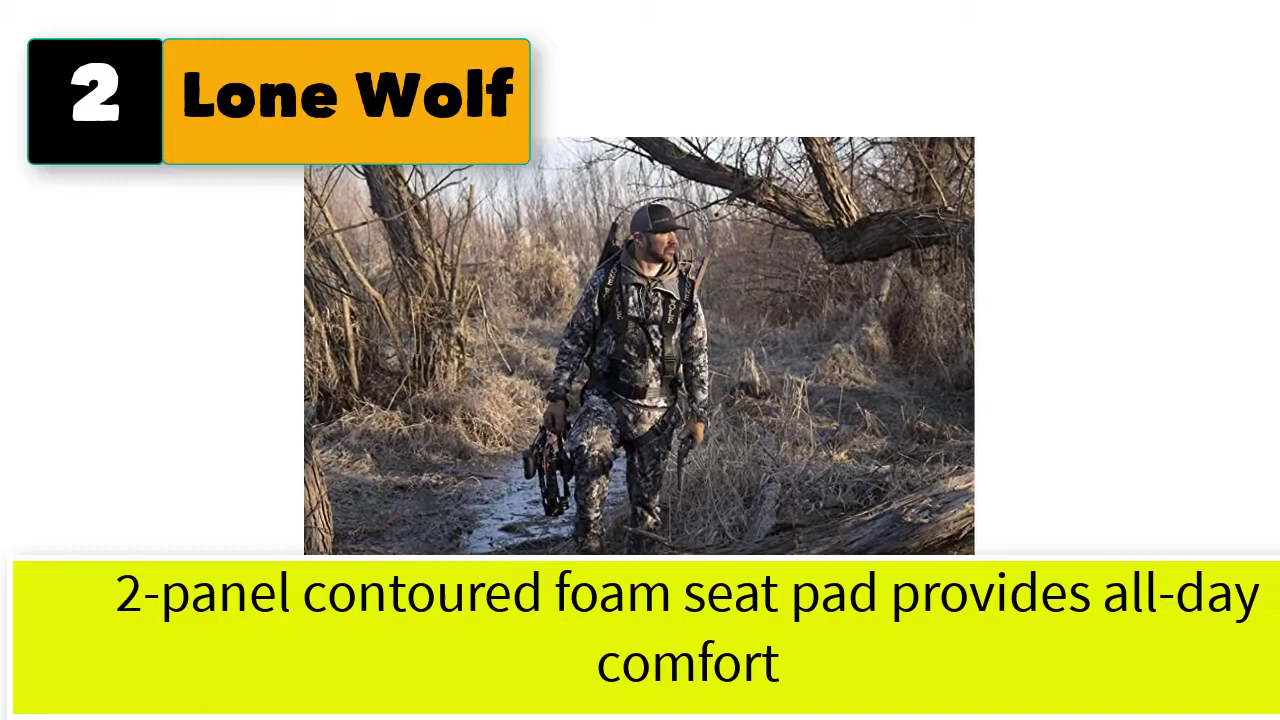 2
Lone Wolf
2-panel contoured foam seat pad provides all-day
comfort